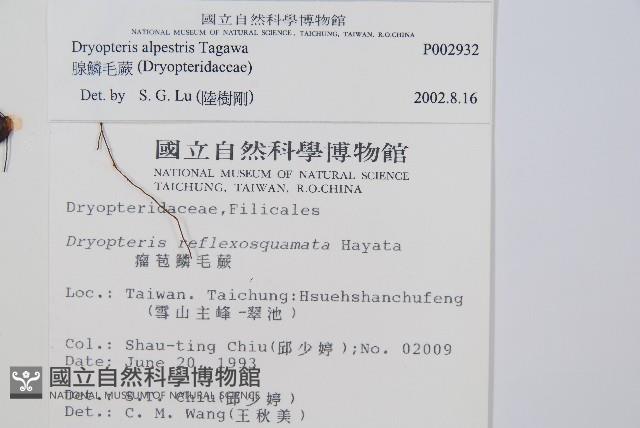 國立自然科學博物館
NATIONAL MUSEUM OF NATURAL SCIENCE, TAICHUNG, TAIWAN, R.O.CHINA
Dryopteris alpestris Tagawa P002932
腺鱗毛蕨 (Dryopteridaceae)
Det. by S. G. Lu (陸樹剛) 2002.8.16
國立自然科學博物館
NATIONAL MUSEUM OF NATURAL SCIENCE
TAICHUNG, TAIWAN, R.O.CHINA
Dryopteridaceae,Filicales
Dryopteris reflexosquamata Hayata
瘤苞鱗毛蕨
Loc.: Taiwan. Taichung:Hsuehshanchufeng
(雪山主峰-翠池)
Col.: Shau-ting Chiu(邱少婷);No. 02009
Date: June 20, 1993
國立自然科學博物館
NATIONAL MUSEUM OF NATURAL SCIENCE
Det.: S.T. Chiu(邱少婷)
Det.: C. M. Wang(王秋美)